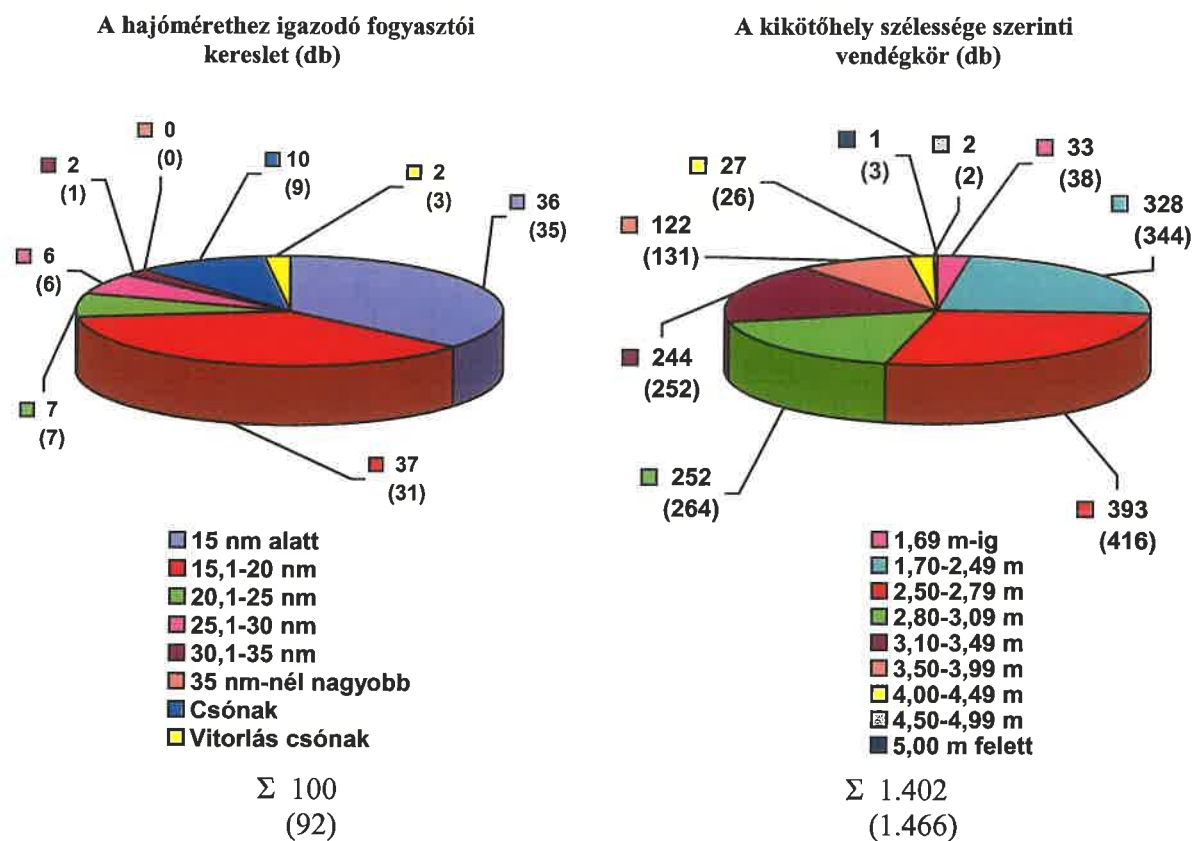 A hajómérethez igazodó fogyasztói
kereslet (db)
0
(0)
2
(1)
10
(9)
2
(3)
36
(35)
6
(6)
7
(7)
37
(31)
15 nm alatt
15,1-20 nm
20,1-25 nm
25,1-30 nm
30,1-35 nm
35 nm-nél nagyobb
Csónak
Vitorlás csónak
Σ 100
(92)
A kikötőhely szélessége szerinti
vendégkör (db)
1
(3)
2
(2)
33
(38)
27
(26)
328
(344)
122
(131)
244
(252)
252
(264)
393
(416)
1,69 m-ig
1,70-2,49 m
2,50-2,79 m
2,80-3,09 m
3,10-3,49 m
3,50-3,99 m
4,00-4,49 m
4,50-4,99 m
5,00 m felett
Σ 1.402
(1.466)